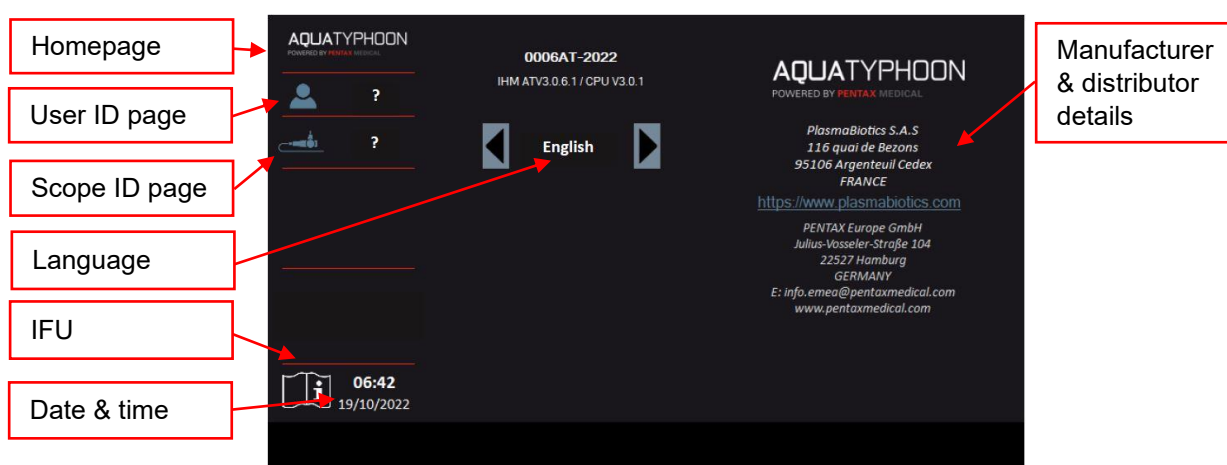 Homepage
User ID page
Scope ID page
Language
IFU
Date & time
AQUATYPHOON
POWERED BY PENTAX MEDICAL
?
?
06:42
19/10/2022
0006AT-2022
IHM ATV3.0.6.1 / CPU V3.0.1
English
AQUATYPHOON
POWERED BY PENTAX MEDICAL
PlasmaBiotics S.A.S
116 quai de Bezons
95106 Argenteuil Cedex
FRANCE
https://www.plasmabiotics.com
PENTAX Europe GmbH
Julius-Vosseler-Straße 104
22527 Hamburg
GERMANY
E: info.emea@pentaxmedical.com
www.pentaxmedical.com
Manufacturer
& distributor
details